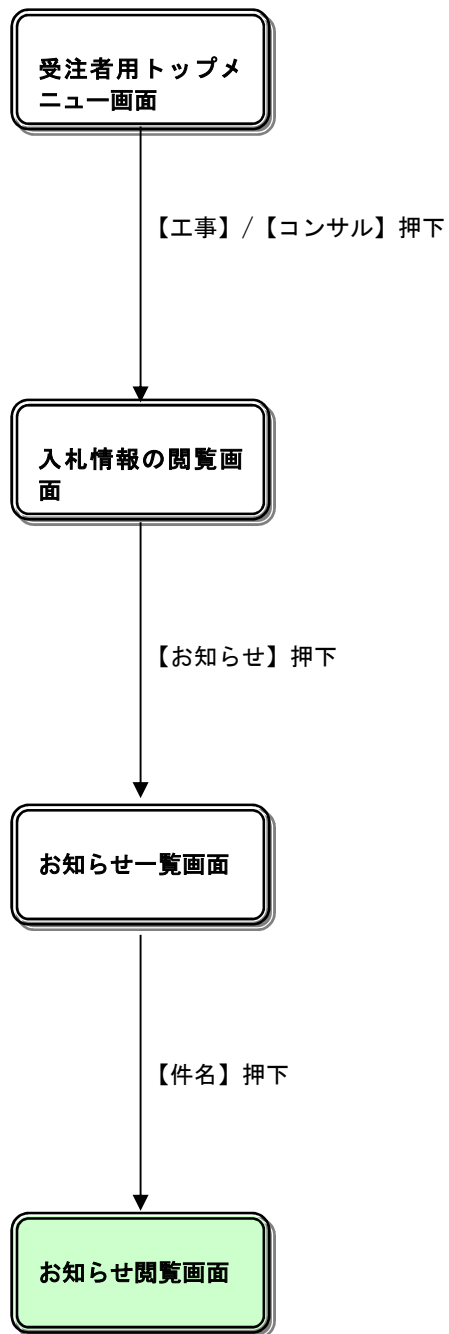 受注者用トップメ
ニュー画面
【工事】/【コンサル】押下
入札情報の閲覧画
面
【お知らせ】押下
お知らせ一覧画面
【件名】押下
お知らせ閲覧画面